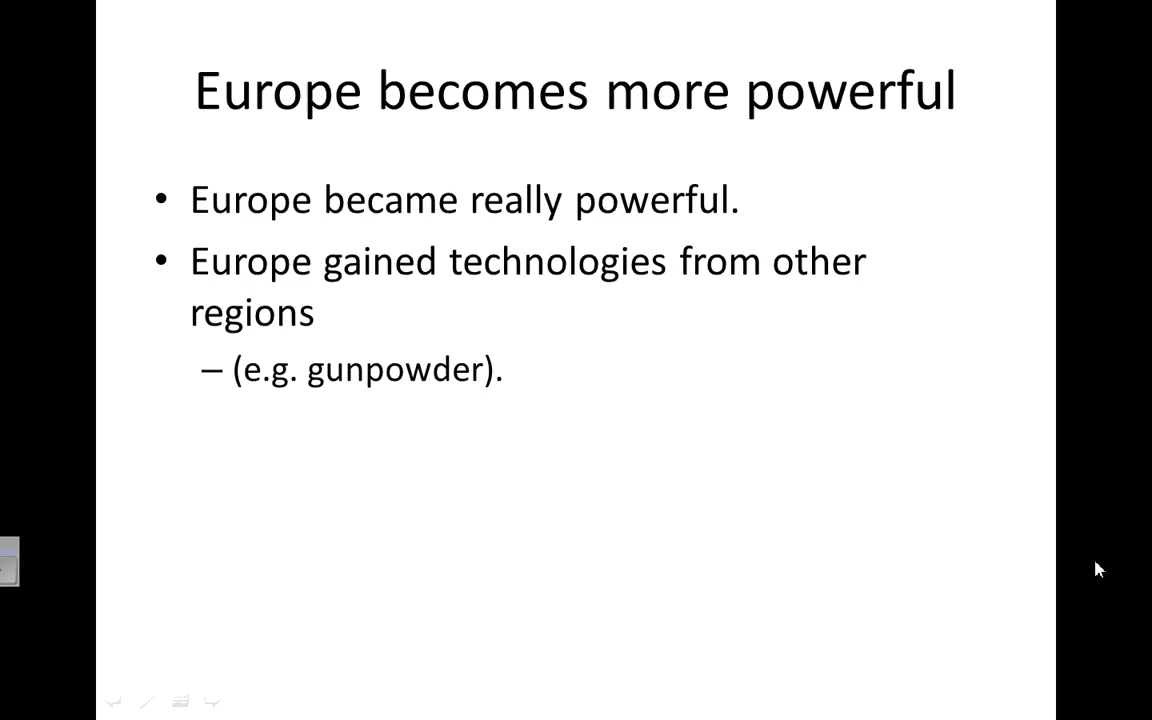 Europe becomes more powerful
• Europe became really powerful.
• Europe gained technologies from other
regions
– (e.g. gunpowder).